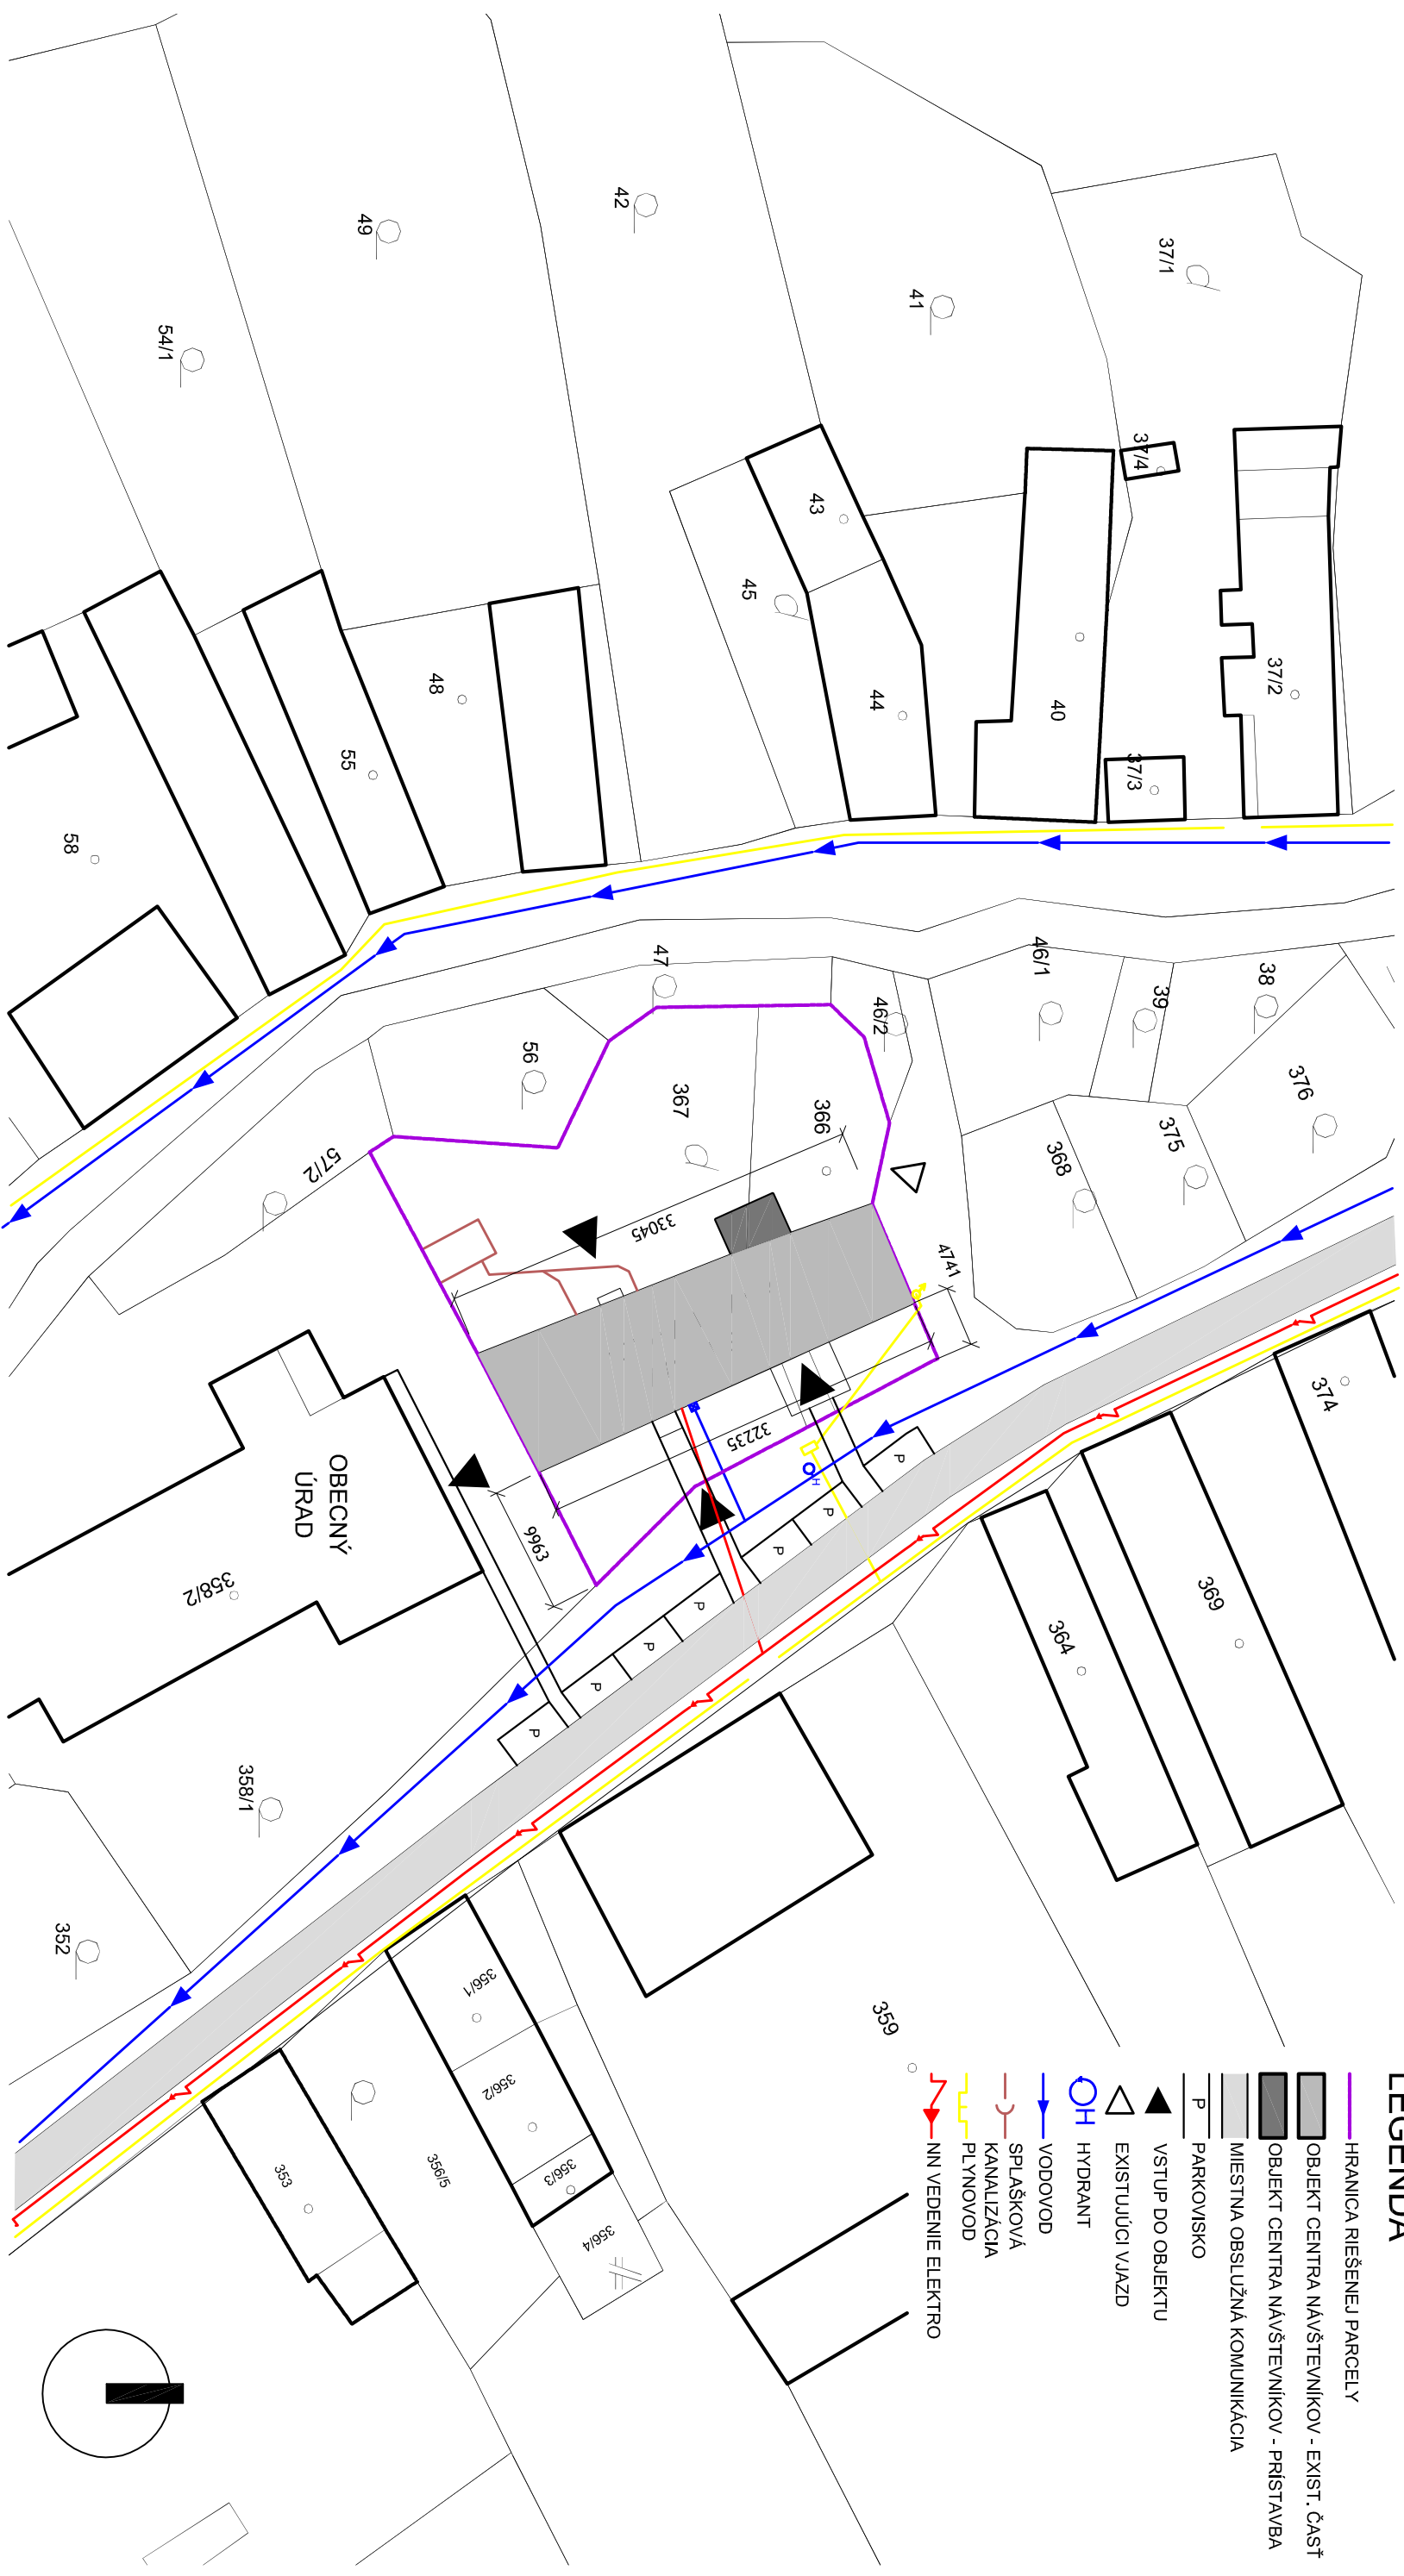 LEGENDA
HRANICA RIEŠENEJ PARCELY
OBJEKT CENTRA NÁVŠTEVNÍKOV - EXIST. ČASŤ
OBJEKT CENTRA NÁVŠTEVNÍKOV - PRÍSTAVBA
MIESTNA OBSLUŽNÁ KOMUNIKÁCIA
P PARKOVISKO
VSTUP DO OBJEKTU
EXISTUJÚCI VJAZD
H HYDRANT
VODOVOD
SPLAŠKOVÁ
KANALIZÁCIA
PLYNOVOD
NN VEDENIE ELEKTRO
37/1
37/2
37/3
37/4
40
41
42
43
44
45
48
49
54/1
55
58
38
39
46/1
46/2
47
56
57/2
376
375
368
366
367
33045
4741
32235
9963
H
P
P
P
P
P
P
P
OBECNÝ
ÚRAD
358/2
358/1
352
374
369
364
359
356/1
356/2
356/3
356/4
356/5
353